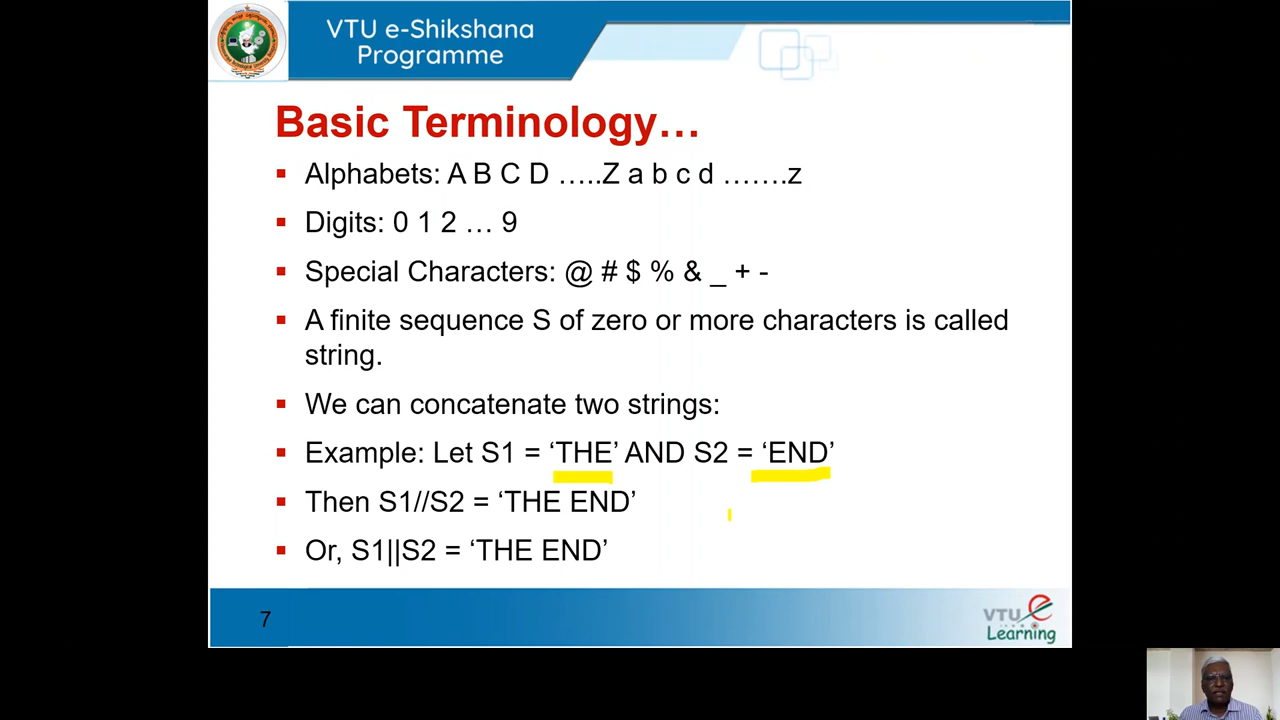 VTU e-Shikshana
Programme
Basic Terminology…
Alphabets: A B C D …..Z a b c d …….z
Digits: 0 1 2 … 9
Special Characters: @ # $ % & _ + -
A finite sequence S of zero or more characters is called
string.
We can concatenate two strings:
Example: Let S1 = ‘THE’ AND S2 = ‘END’
Then S1//S2 = ‘THE END’
Or, S1||S2 = ‘THE END’
7
VTU e
Learning